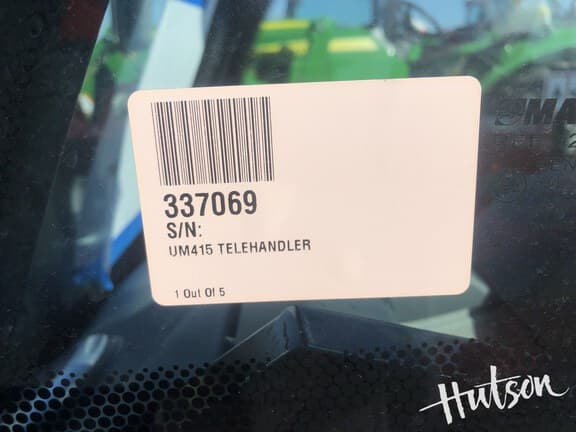 337069
S/N:
UM415 TELEHANDLER
1 Out Of 5
Hutson